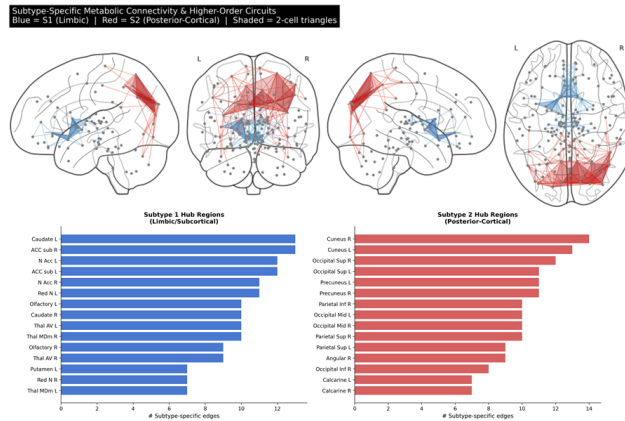 Subtype-Specific Metabolic Connectivity & Higher-Order Circuits
Blue = S1 (Limbic) | Red = S2 (Posterior-Cortical) | Shaded = 2-cell triangles
L R
L R
Subtype 1 Hub Regions
(Limbic/Subcortical)
Caudate L
ACC sub R
N Acc L
ACC sub L
N Acc R
Red N L
Olfactory L
Caudate R
Thal AV L
Thal MDm R
Olfactory R
Thal AV R
Putamen L
Red N R
Thal MDm L
0 2 4 6 8 10 12
# Subtype-specific edges
Subtype 2 Hub Regions
(Posterior-Cortical)
Cuneus R
Cuneus L
Occipital Sup R
Occipital Sup L
Precuneus L
Precuneus R
Parietal Inf R
Occipital Mid L
Occipital Mid R
Parietal Sup R
Parietal Sup L
Angular R
Occipital Inf R
Calcarine L
Calcarine R
0 2 4 6 8 10 12 14
# Subtype-specific edges